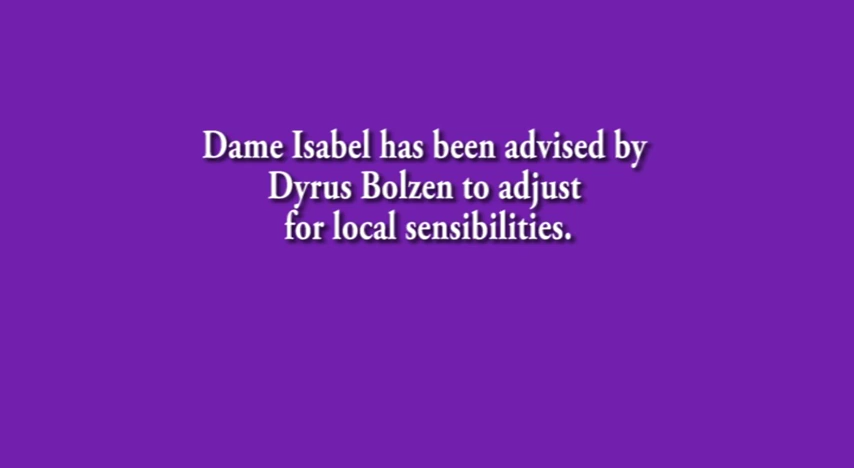 Dame Isabel has been advised by
Dyrus Bolzen to adjust
for local sensibilities.